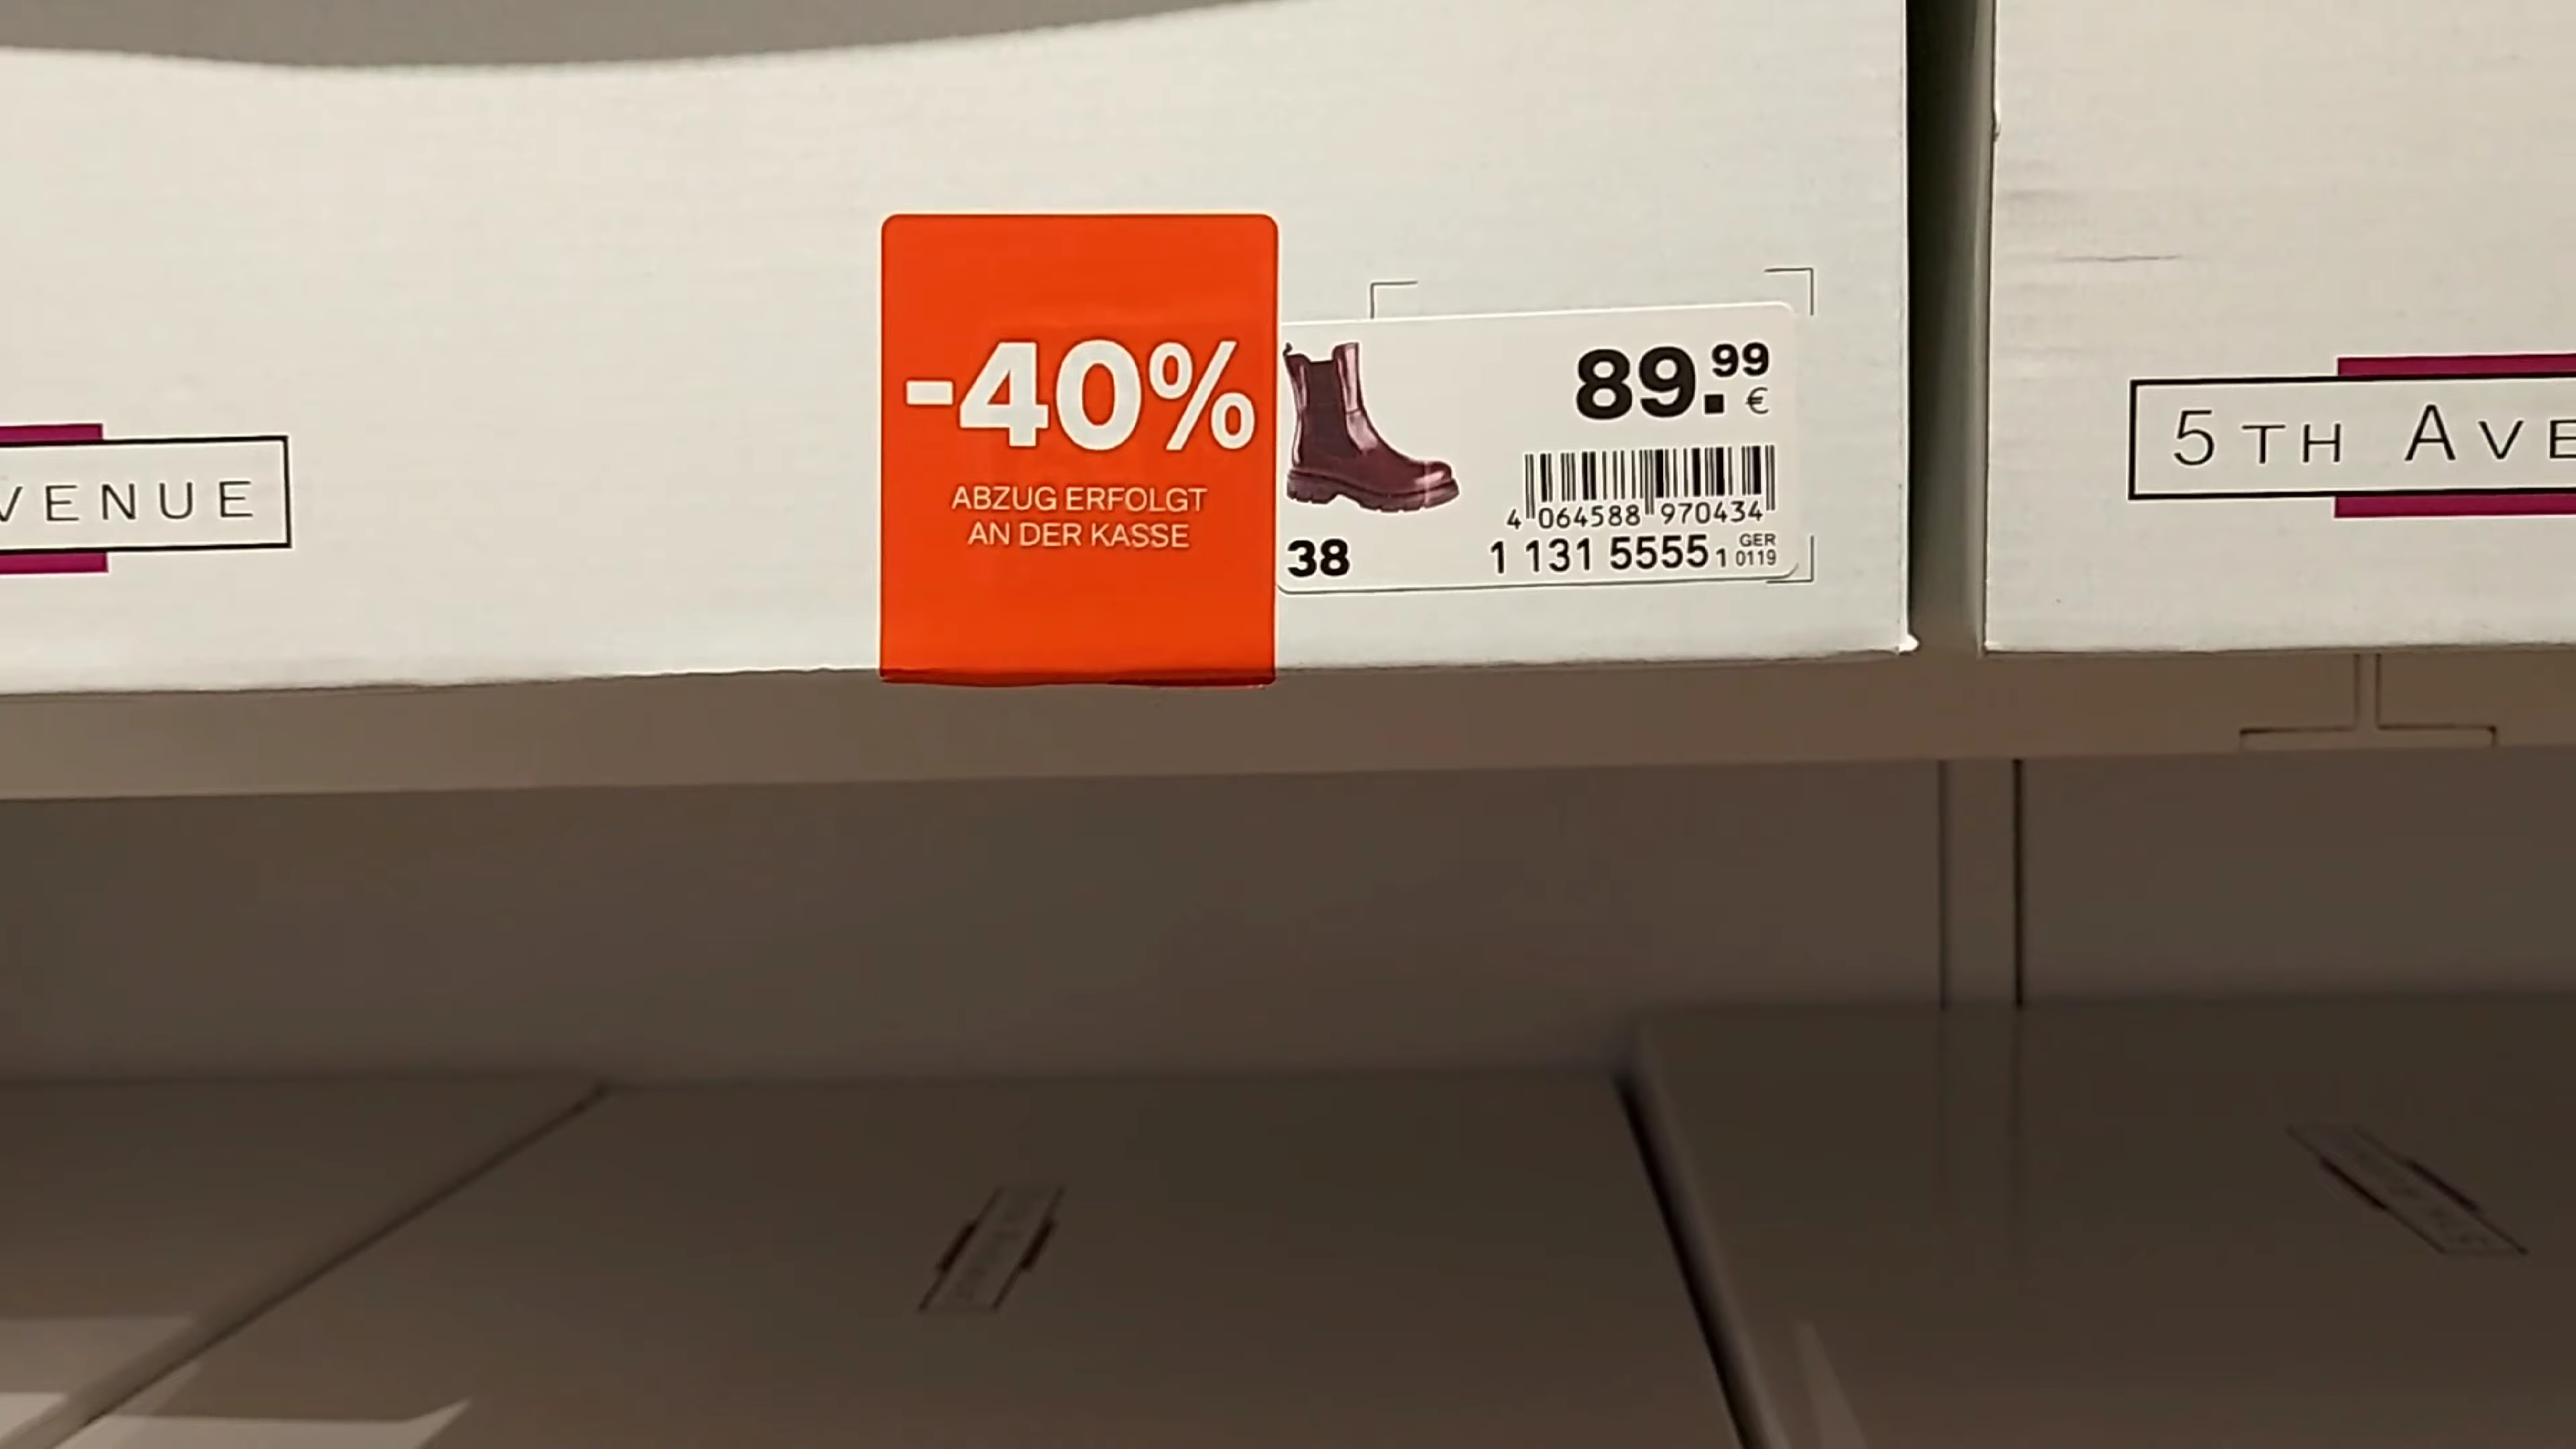 VENUE
-40%
ABZUG ERFOLGT
AN DER KASSE
89.99
€
4 064588 970434
38
1 131 5555 1
GER
0119
5TH AVE